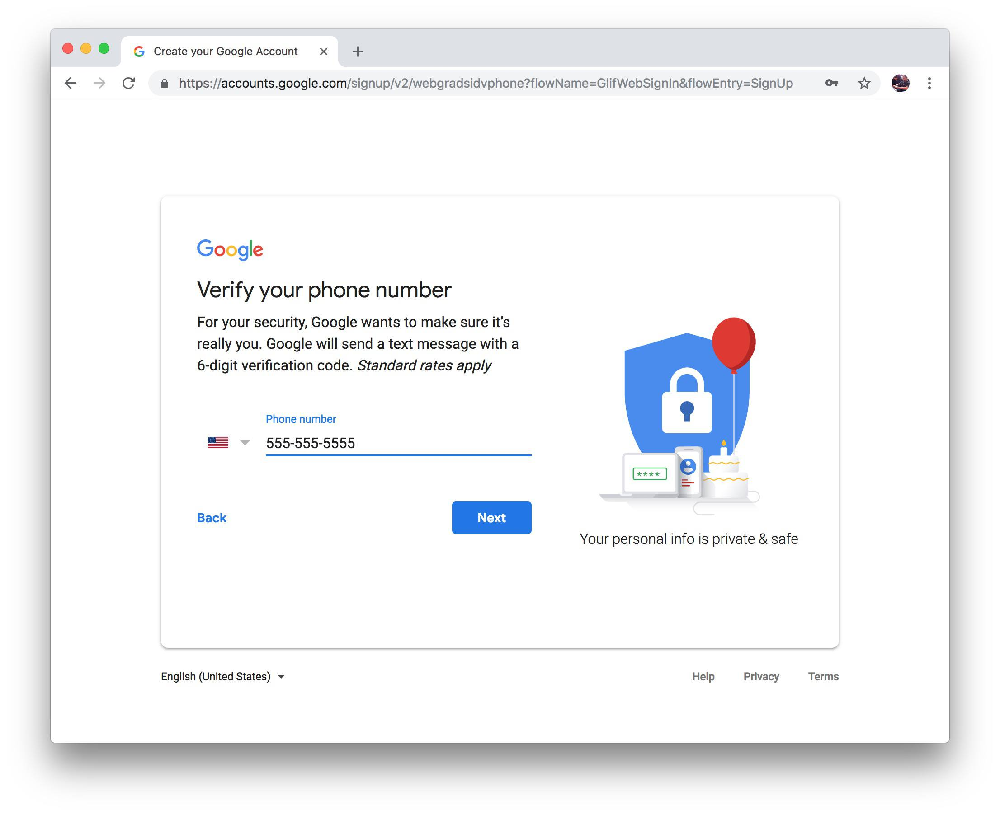 Create your Google Account
https://accounts.google.com/signup/v2/webgradsidvphone?flowName=GlifWebSignIn&flowEntry=SignUp
Google
Verify your phone number
For your security, Google wants to make sure it’s
really you. Google will send a text message with a
6-digit verification code. Standard rates apply
Phone number
555-555-5555
Back
Next
****
Your personal info is private & safe
English (United States)
Help
Privacy
Terms